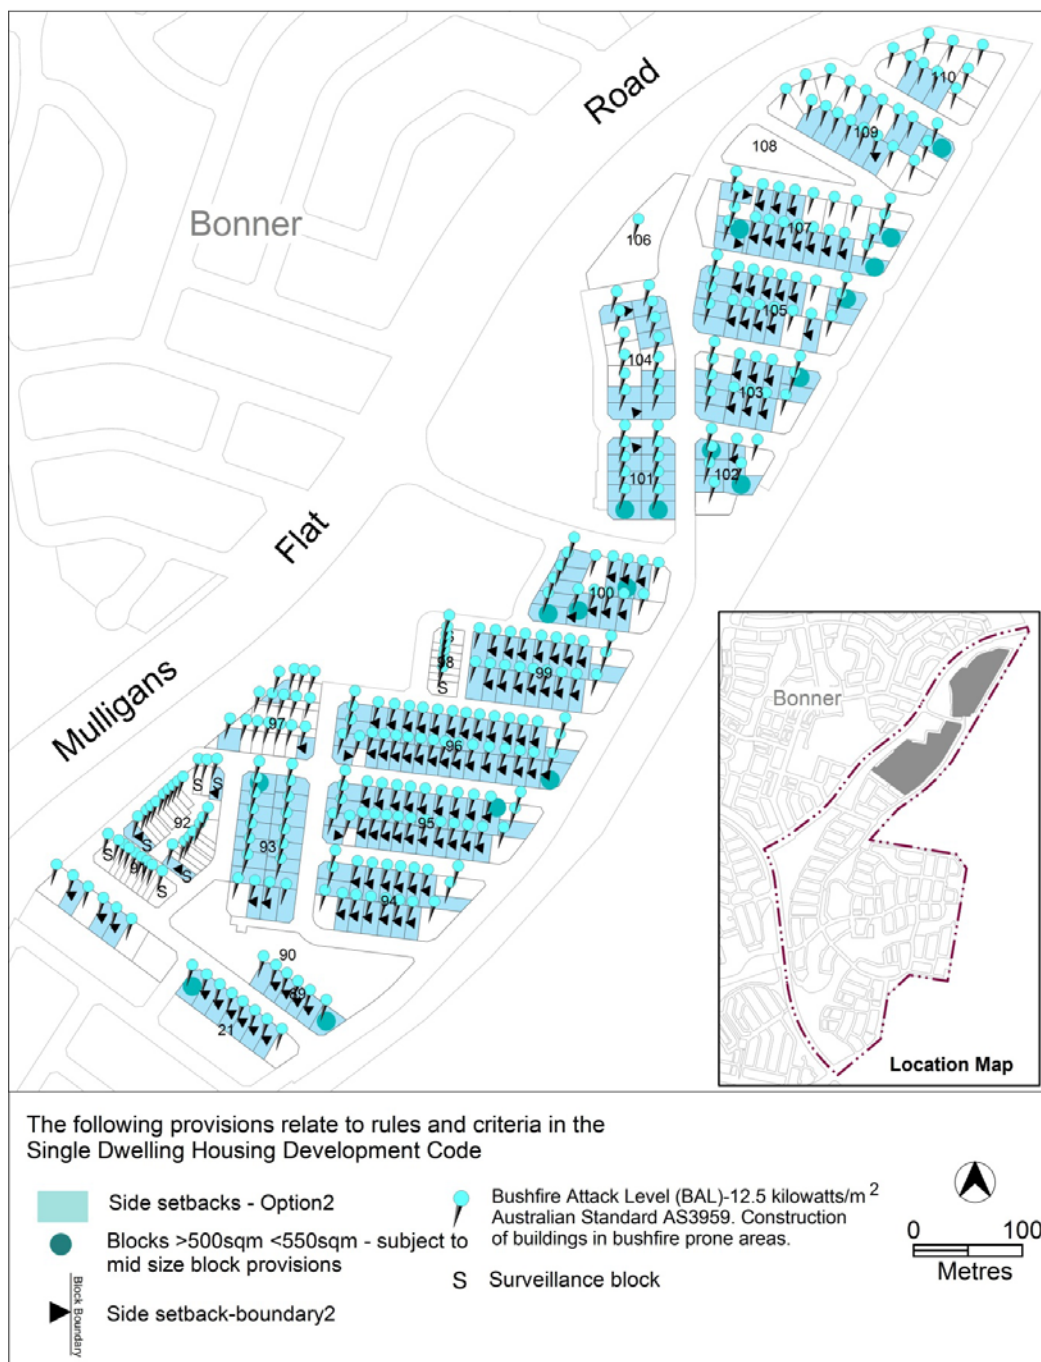 Road
110
109
108
Bonner
107
106
105
104
103
102
101
Flat
100
98
99
S
S
Mulligans
97
96
S
S
92
95
93
S
S
S
S
94
90
89
21
Bonner
Location Map
The following provisions relate to rules and criteria in the
Single Dwelling Housing Development Code
Side setbacks - Option2
Blocks >500sqm <550sqm - subject to
mid size block provisions
Block Boundary
Side setback-boundary2
Bushfire Attack Level (BAL)-12.5 kilowatts/m 2
Australian Standard AS3959. Construction
of buildings in bushfire prone areas.
S Surveillance block
0 100
Metres